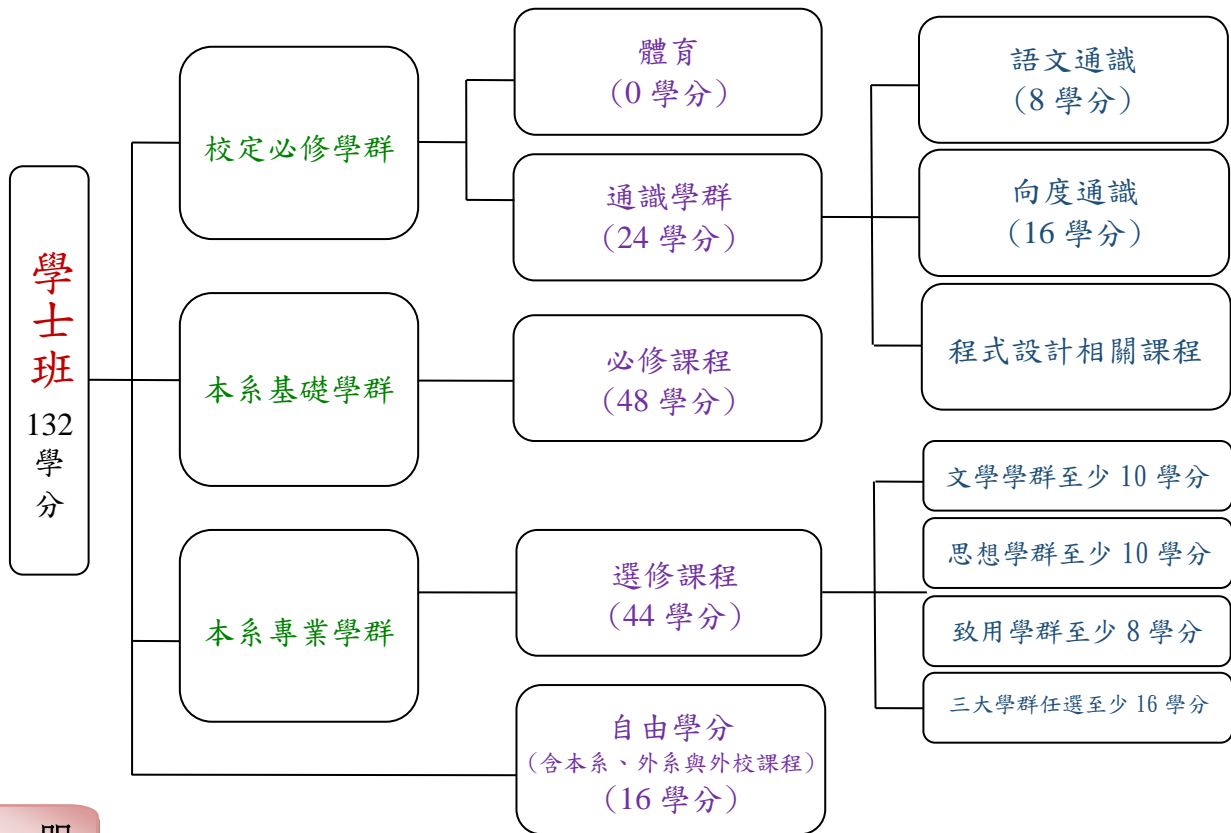 學士班
132
學
分
校定必修學群
體育
(0 學分)
通識學群
(24 學分)
語文通識
(8 學分)
向度通識
(16 學分)
程式設計相關課程
本系基礎學群
必修課程
(48 學分)
本系專業學群
選修課程
(44 學分)
文學學群至少 10 學分
思想學群至少 10 學分
致用學群至少 8 學分
三大學群任選至少 16 學分
自由學分
(含本系、外系與外校課程)
(16 學分)